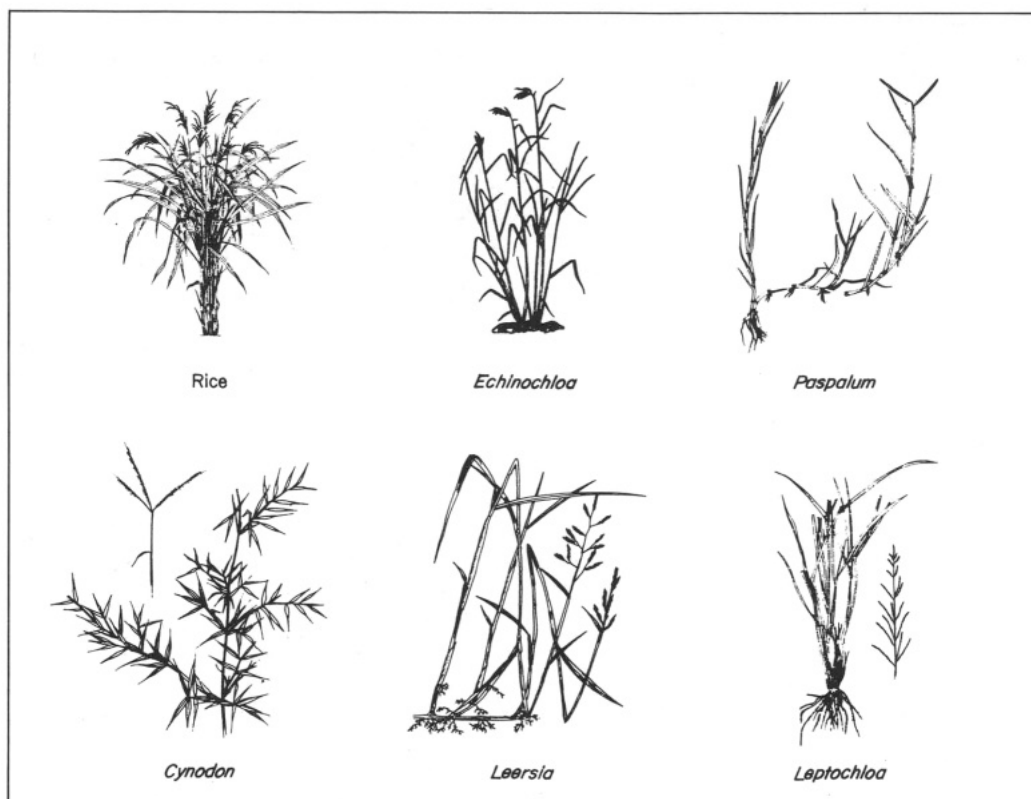 Rice
Echinochloa
Paspalum
Cynodon
Leersia
Leptochloa